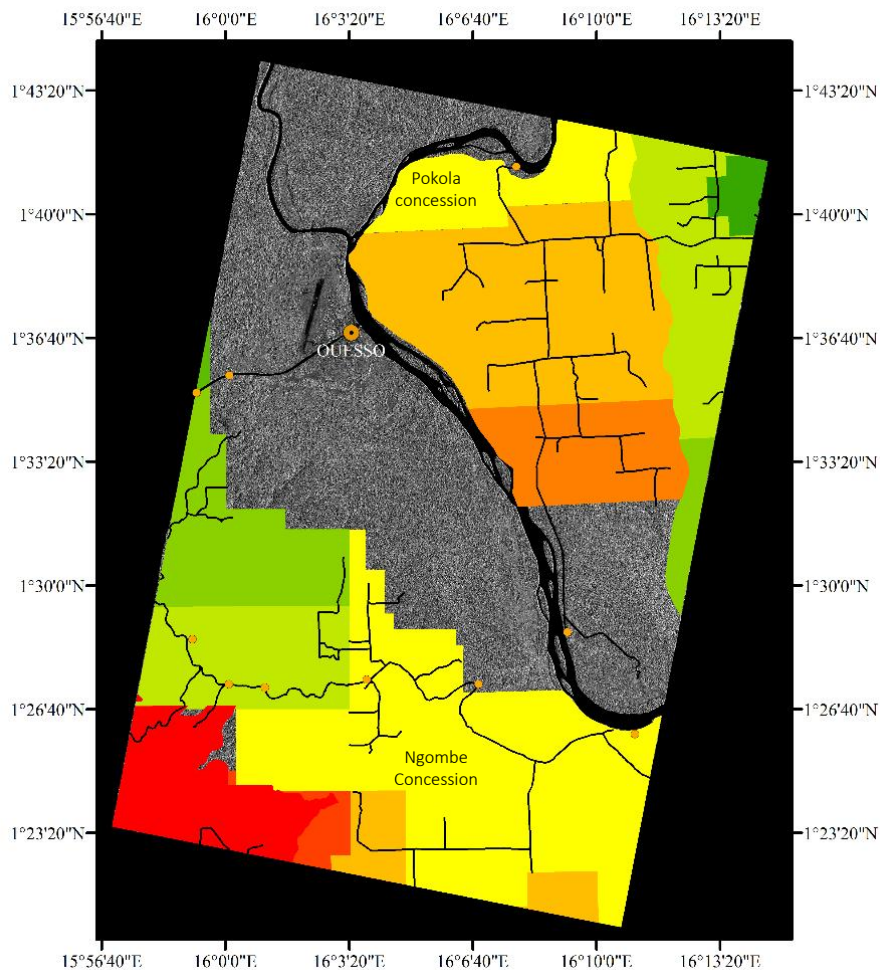 15°56'40"E 16°0'0"E 16°3'20"E 16°6'40"E 16°10'0"E 16°13'20"E
1°43'20"N 1°43'20"N
Pokola
concession
1°40'0"N 1°40'0"N
1°36'40"N 1°36'40"N
OUESSO
1°33'20"N 1°33'20"N
1°30'0"N 1°30'0"N
1°26'40"N 1°26'40"N
Ngombe
Concession
1°23'20"N 1°23'20"N
15°56'40"E 16°0'0"E 16°3'20"E 16°6'40"E 16°10'0"E 16°13'20"E